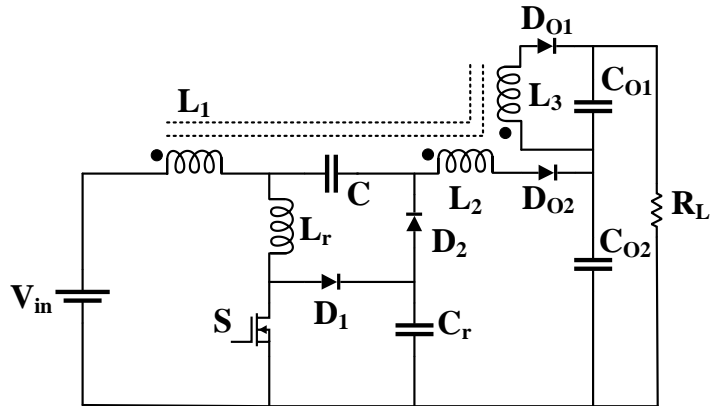 D_O1
L_1
L_3
C_O1
C
L_2
D_O2
L_r
D_2
R_L
V_in
C_O2
S
D_1
C_r